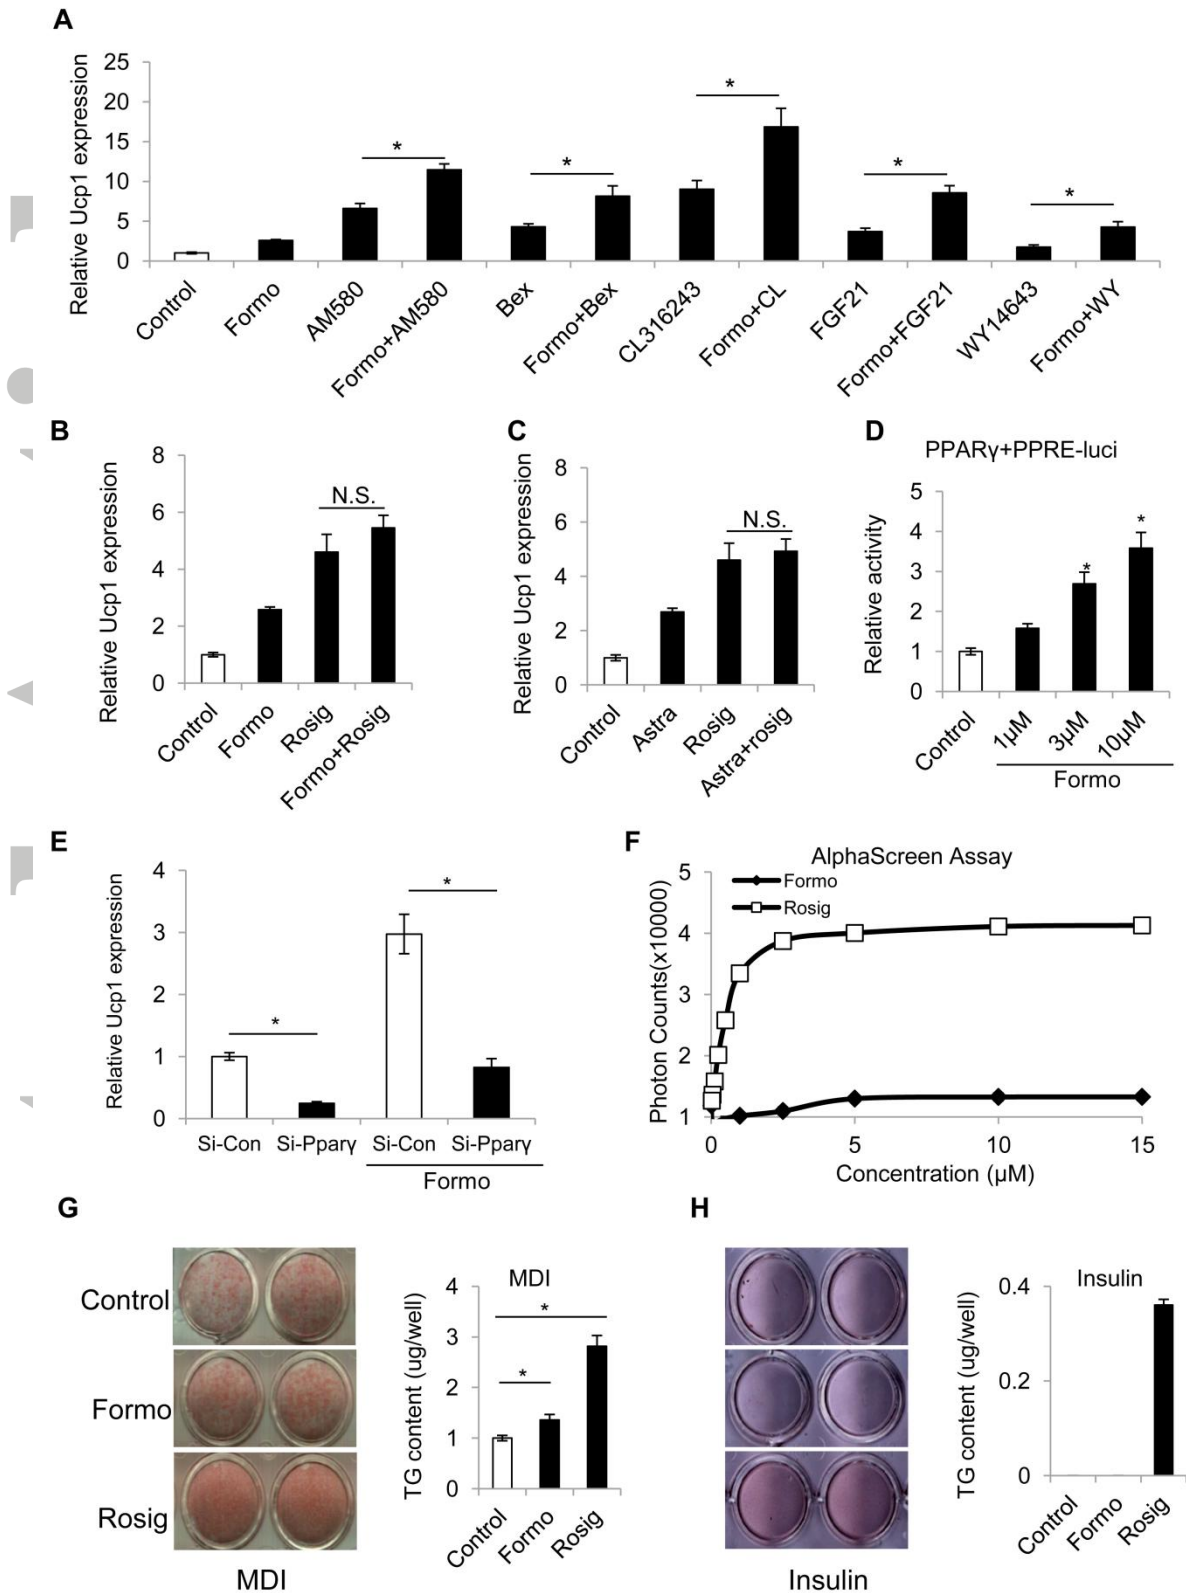 A
Relative Ucp1 expression
25
20
15
10
5
0
Control
Formo
AM580
Formo+AM580
Bex
Formo+Bex
CL316243
Formo+CL
FGF21
Formo+FGF21
WY14643
Formo+WY
*
*
*
*
*
B
Relative Ucp1 expression
8
6
4
2
0
N.S.
Control
Formo
Rosig
Formo+Rosig
C
Relative Ucp1 expression
8
6
4
2
0
N.S.
Control
Astra
Rosig
Astra+rosig
D
PPARγ+PPRE-luci
Relative activity
5
4
3
2
1
0
*
*
Control
1µM
3µM
10µM
Formo
E
Relative Ucp1 expression
4
3
2
1
0
*
*
Si-Con
Si-Pparγ
Si-Con
Si-Pparγ
Formo
F
AlphaScreen Assay
Formo
Rosig
Photon Counts(x10000)
5
4
3
2
1
0
5
10
15
Concentration (µM)
G
Control
Formo
Rosig
MDI
MDI
TG content (ug/well)
4
3
2
1
0
*
*
Control
Formo
Rosig
H
Insulin
Insulin
TG content (ug/well)
0.4
0.2
0
Control
Formo
Rosig